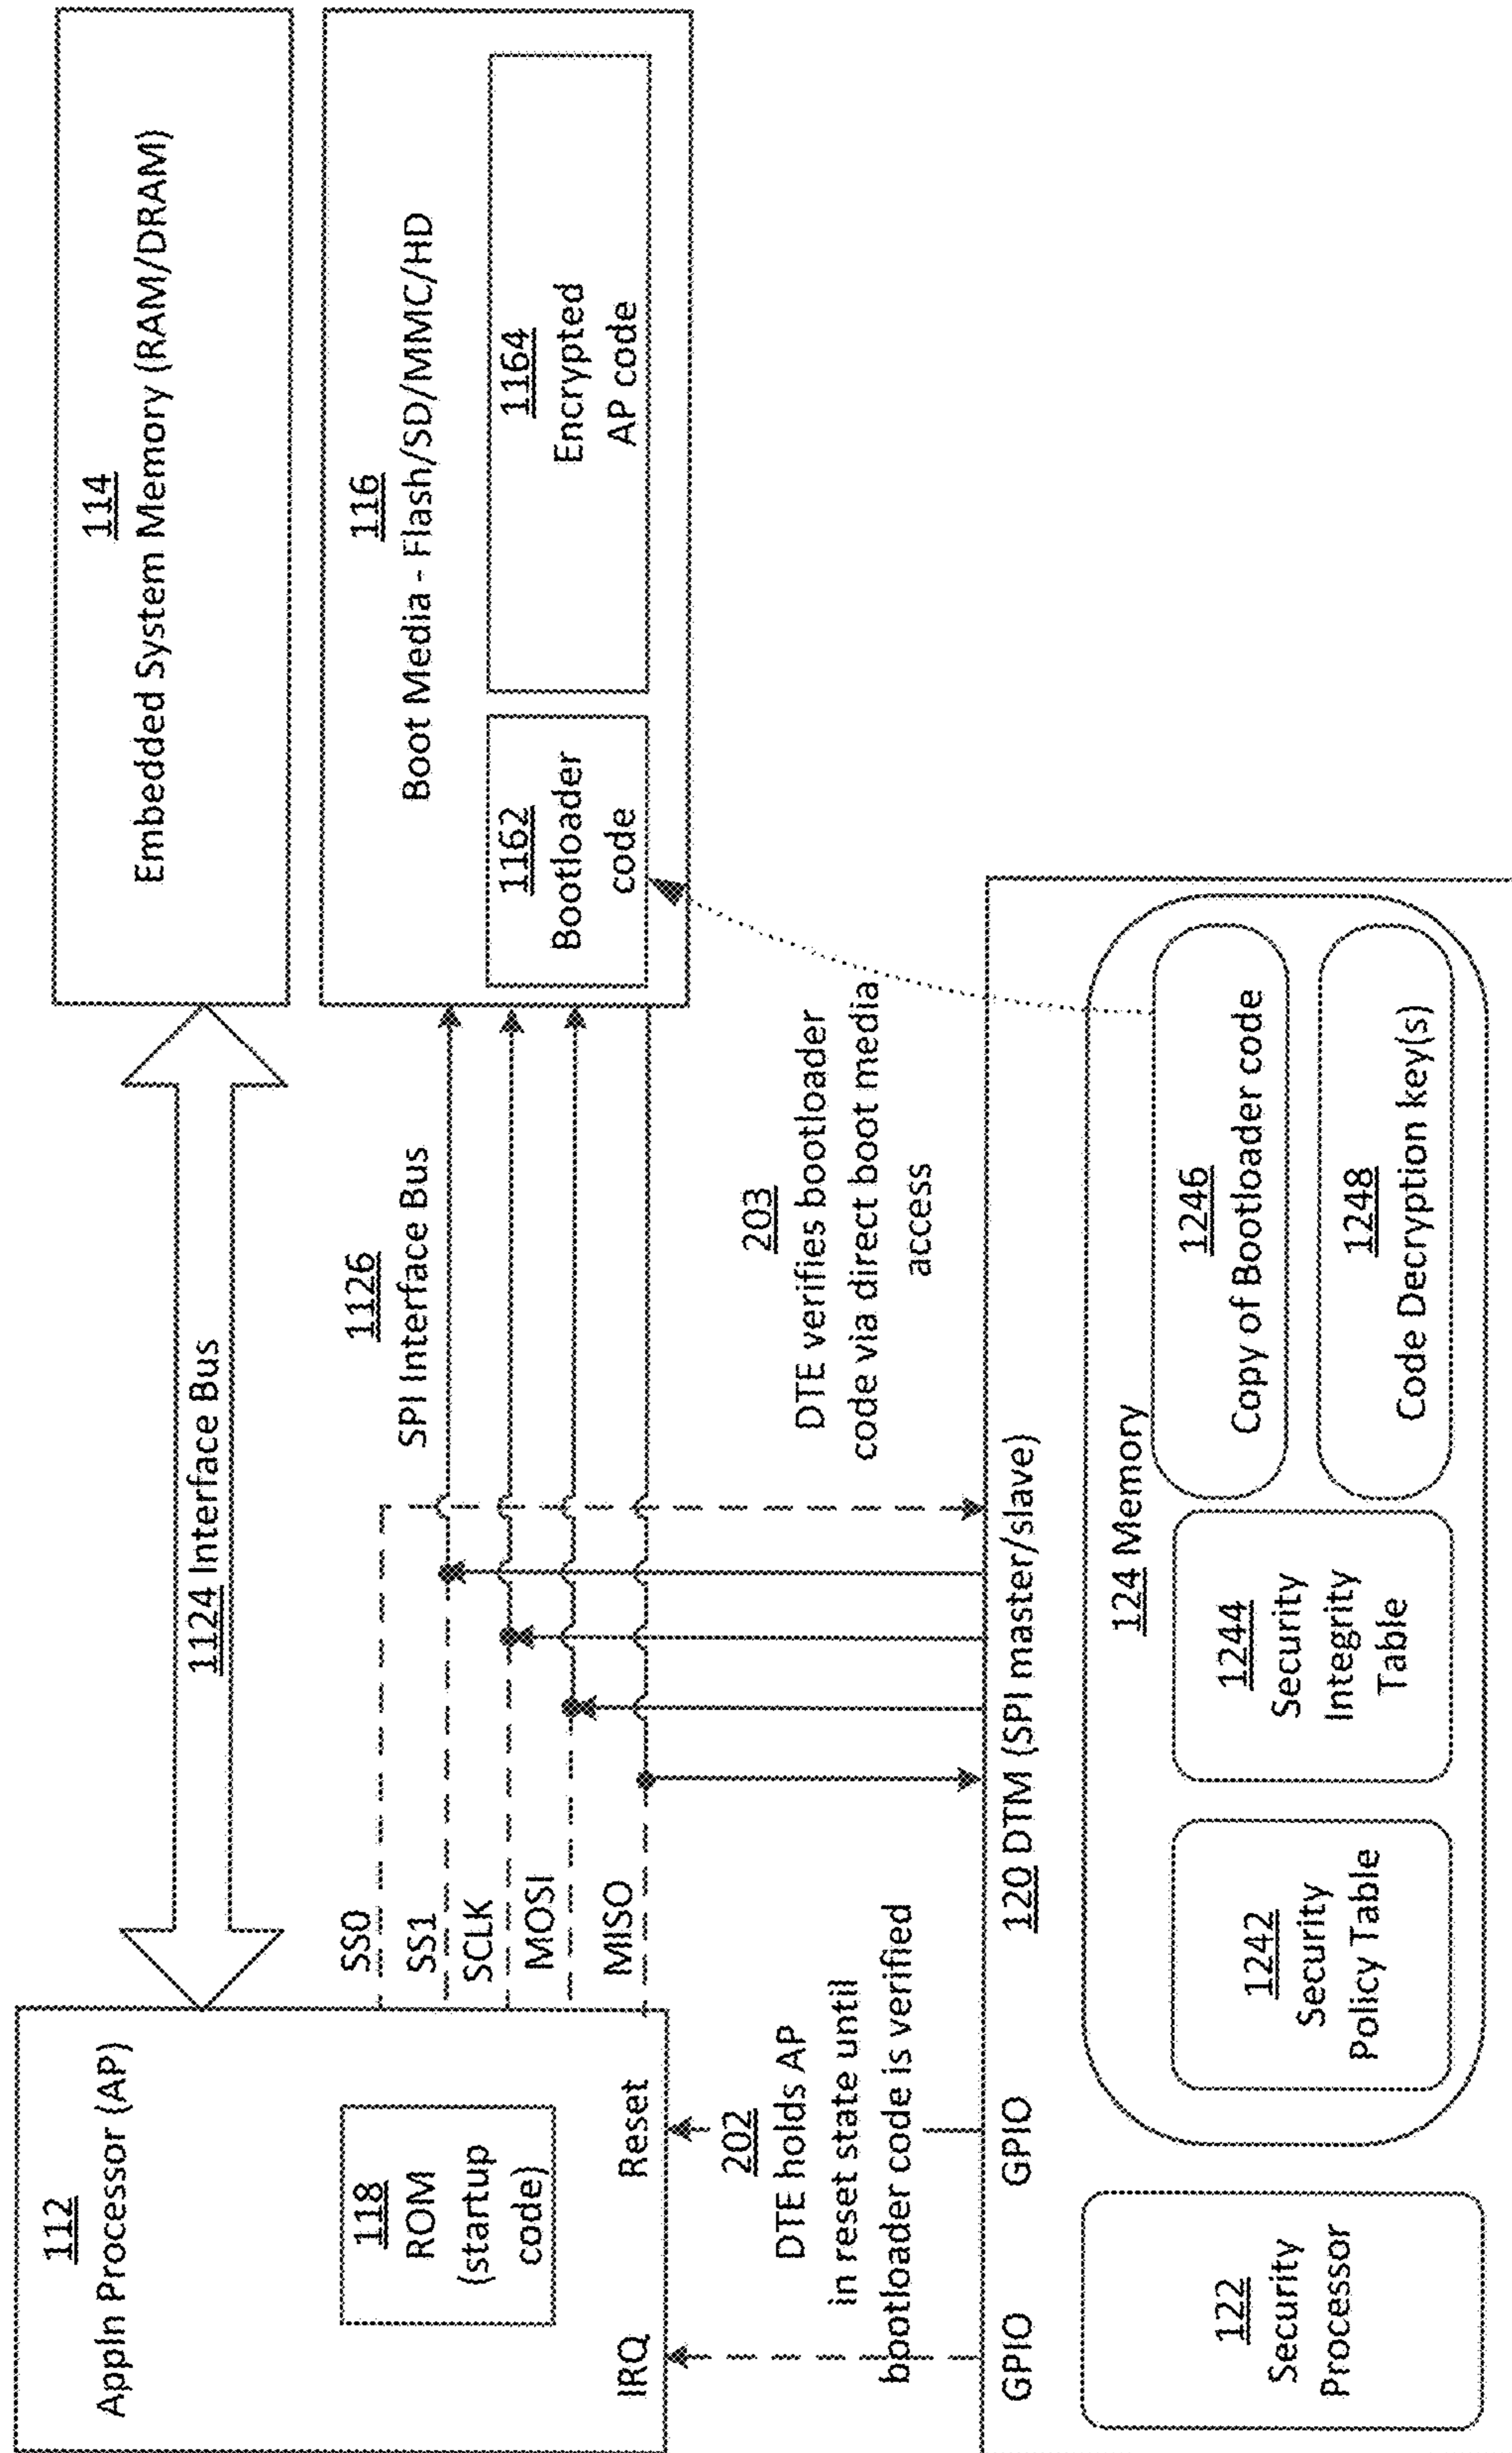 112
Appln Processor (AP)
118
ROM
(startup
code)
IRQ
Reset
1124 Interface Bus
114
Embedded System Memory (RAM/DRAM)
SS0
SS1
SCLK
MOSI
MISO
1126
SPI Interface Bus
116
Boot Media - Flash/SD/MMC/HD
1162
Bootloader
code
1164
Encrypted
AP code
202
DTE holds AP
in reset state until
bootloader code is verified
203
DTE verifies bootloader
code via direct boot media
access
GPIO
GPIO
120 DTM (SPI master/slave)
122
Security
Processor
124 Memory
1242
Security
Policy Table
1244
Security
Integrity
Table
1246
Copy of Bootloader code
1248
Code Decryption key(s)